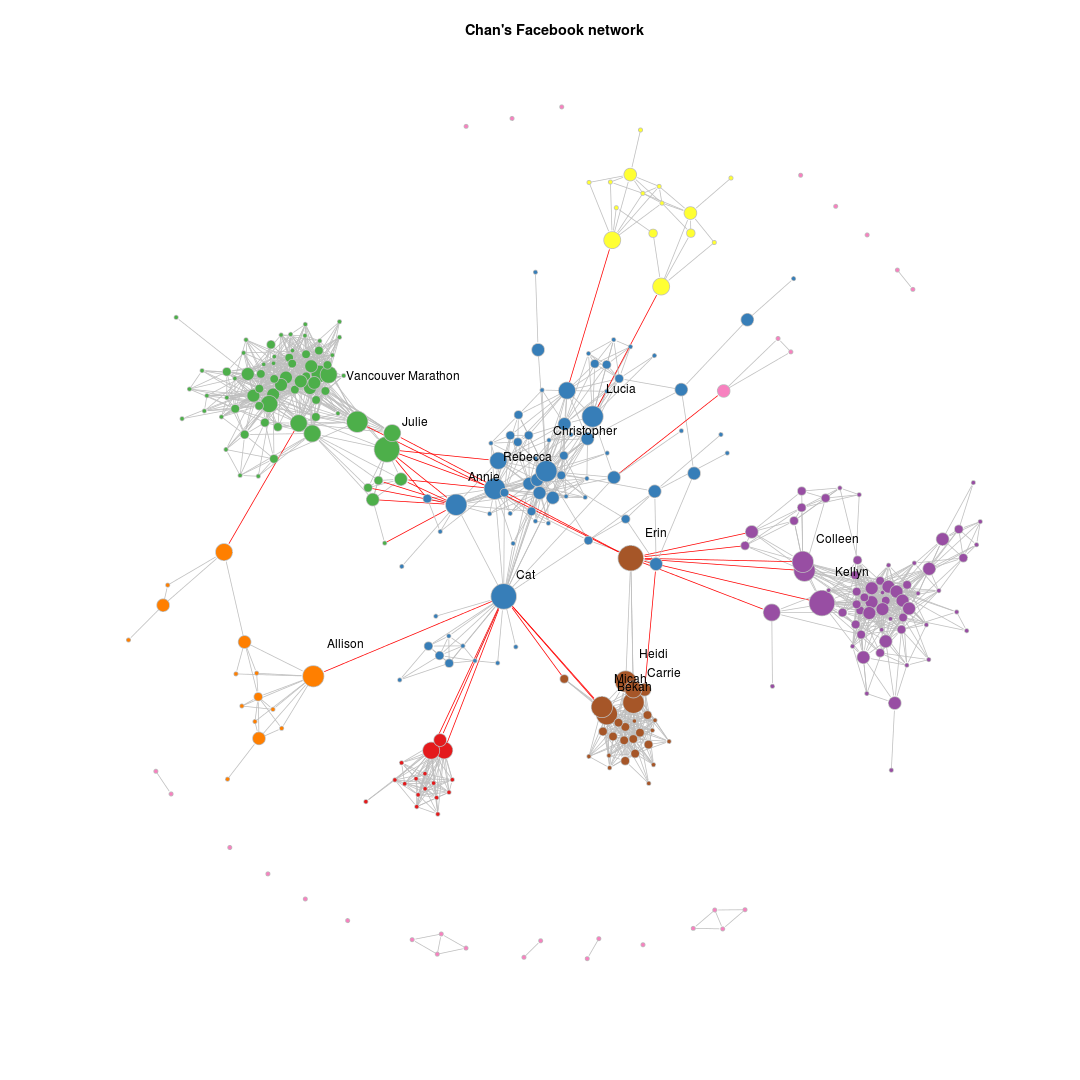 Chan's Facebook network
Vancouver Marathon
Lucia
Julie
Christopher
Rebecca
Annie
Erin
Colleen
Kellyn
Cat
Allison
Heidi
Carrie
Micah
Bekah